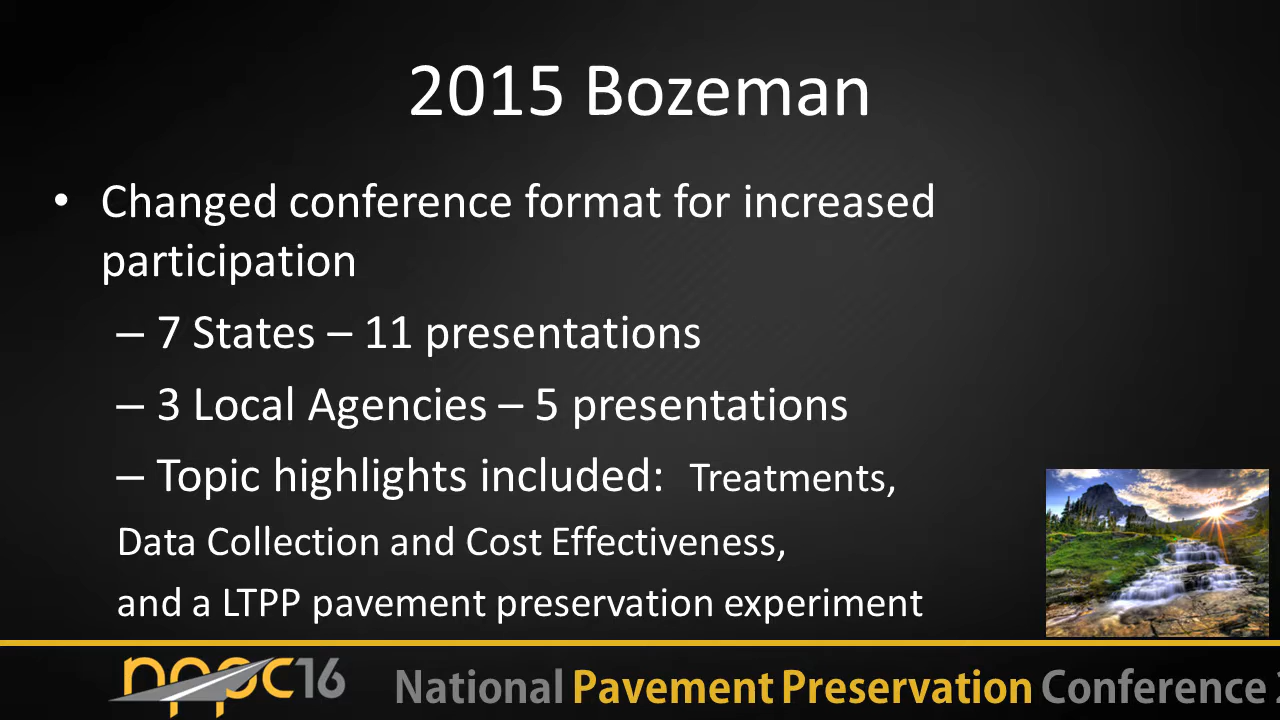 2015 Bozeman
• Changed conference format for increased
participation
– 7 States – 11 presentations
– 3 Local Agencies – 5 presentations
– Topic highlights included: Treatments,
Data Collection and Cost Effectiveness,
and a LTPP pavement preservation experiment
nppc16 National Pavement Preservation Conference